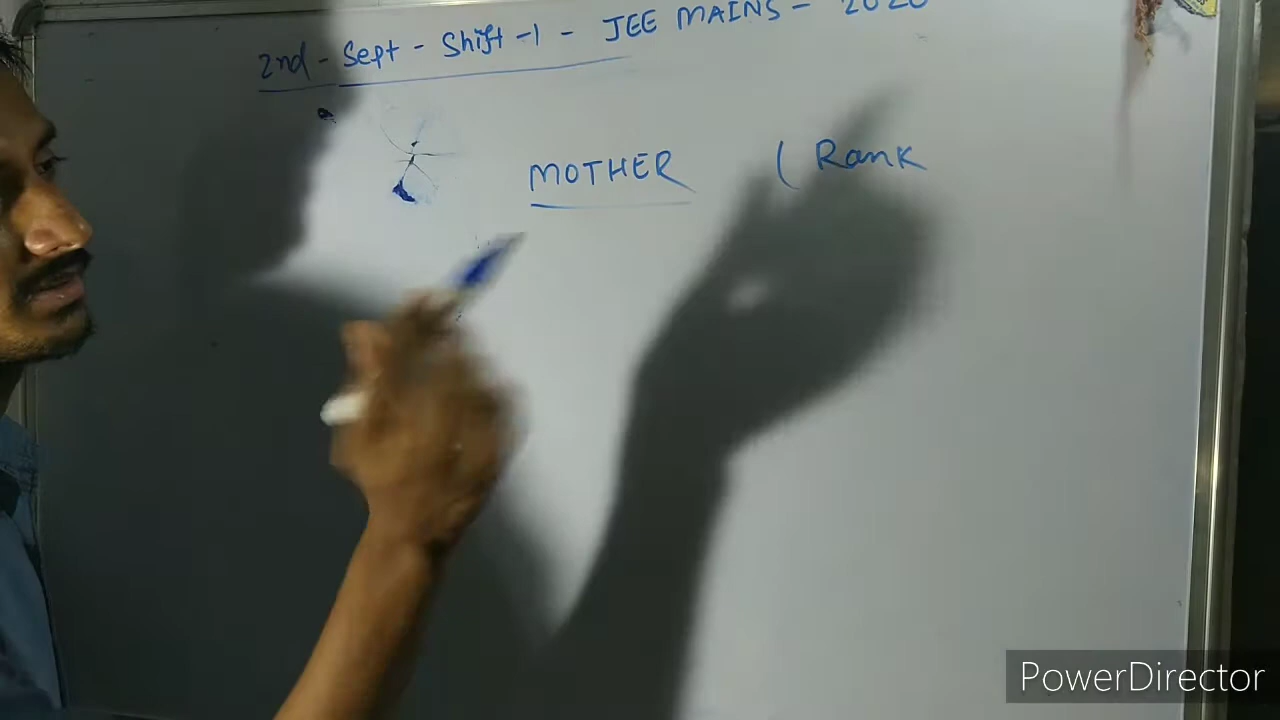 2nd - Sept - Shift - 1 - JEE MAINS - 2020
MOTHER ( Rank
PowerDirector